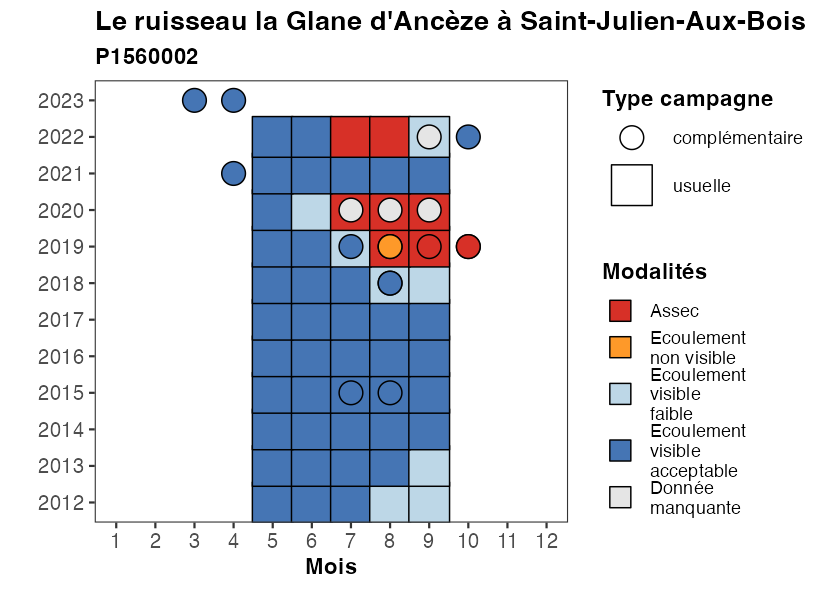 Le ruisseau la Glane d'Ancèze à Saint-Julien-Aux-Bois
P1560002
2023
2022
2021
2020
2019
2018
2017
2016
2015
2014
2013
2012
1 2 3 4 5 6 7 8 9 10 11 12
Mois
Type campagne
complémentaire
usuelle
Modalités
Assec
Ecoulement
non visible
Ecoulement
visible
faible
Ecoulement
visible
acceptable
Donnée
manquante